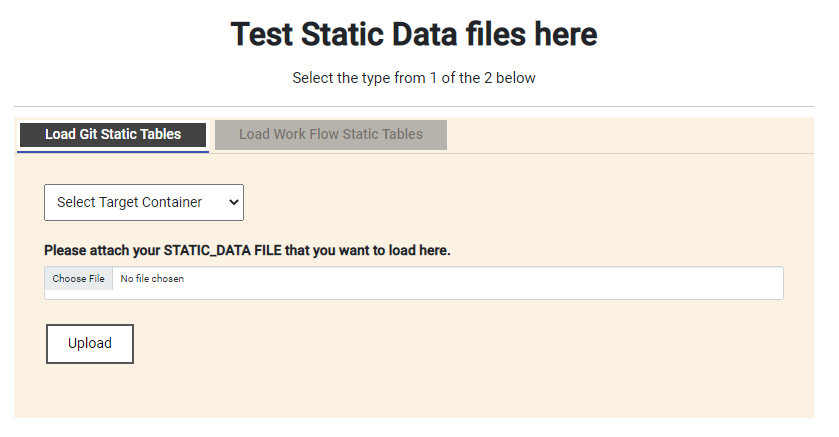 Test Static Data files here
Select the type from 1 of the 2 below
Load Git Static Tables
Load Work Flow Static Tables
Select Target Container
Please attach your STATIC_DATA FILE that you want to load here.
Choose File No file chosen
Upload